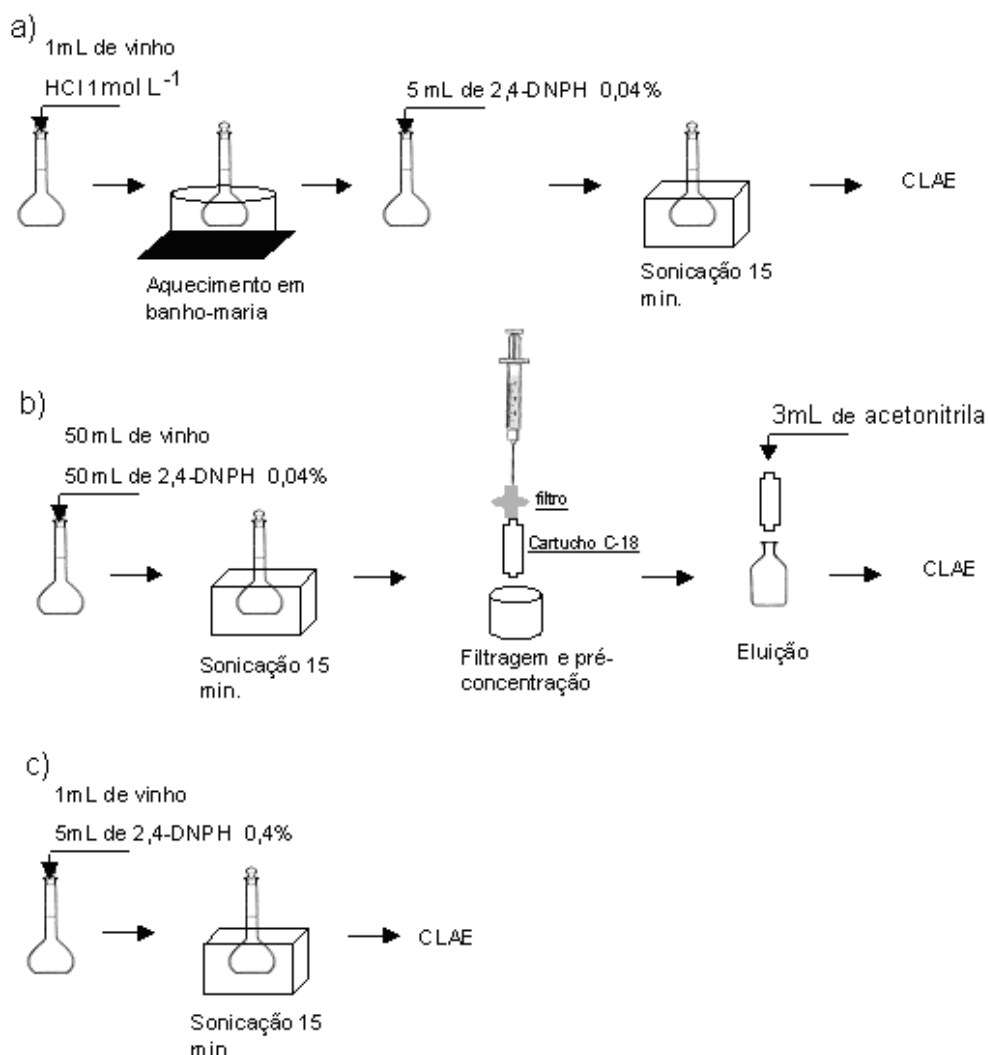 a)
1mL de vinho
HCl 1mol L⁻¹
5 mL de 2,4-DNPH 0,04%
CLAE
Aquecimento em
banho-maria
Sonicação 15
min.
b)
50mL de vinho
50mL de 2,4-DNPH 0,04%
3mL de acetonitrila
filtro
Cartucho C-18
CLAE
Sonicação 15
min.
Filtragem e pré-
concentração
Eluição
c)
1mL de vinho
5mL de 2,4-DNPH 0,4%
CLAE
Sonicação 15
min